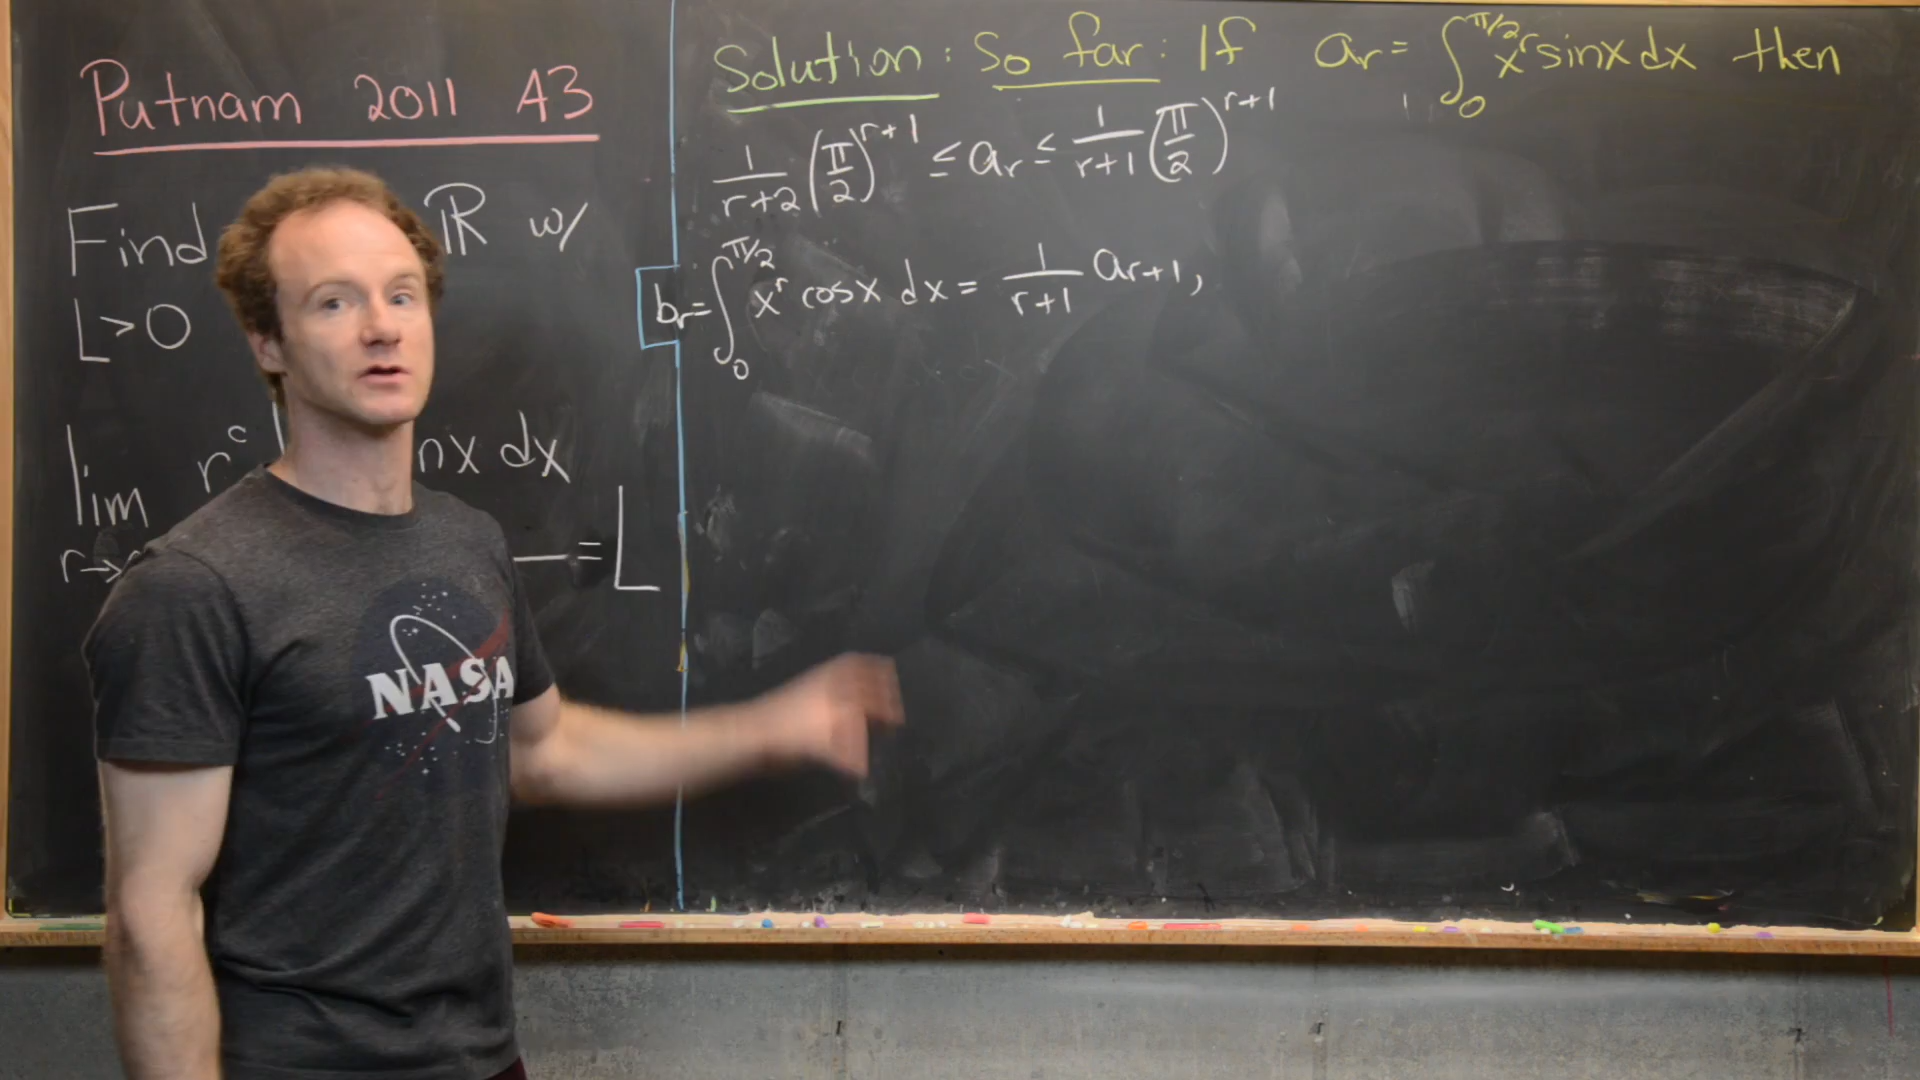 Putnam 2011 A3
Find ℝ w/
L>0
lim r^c nx dx
r→ — = L
Solution: So far: If a_r = ∫_0^{π/2} x^r sinx dx then
1/(r+2) (π/2)^{r+1} ≤ a_r ≤ 1/(r+1) (π/2)^{r+1}
b_r = ∫_0^{π/2} x^r cosx dx = 1/(r+1) a_{r+1},
NASA